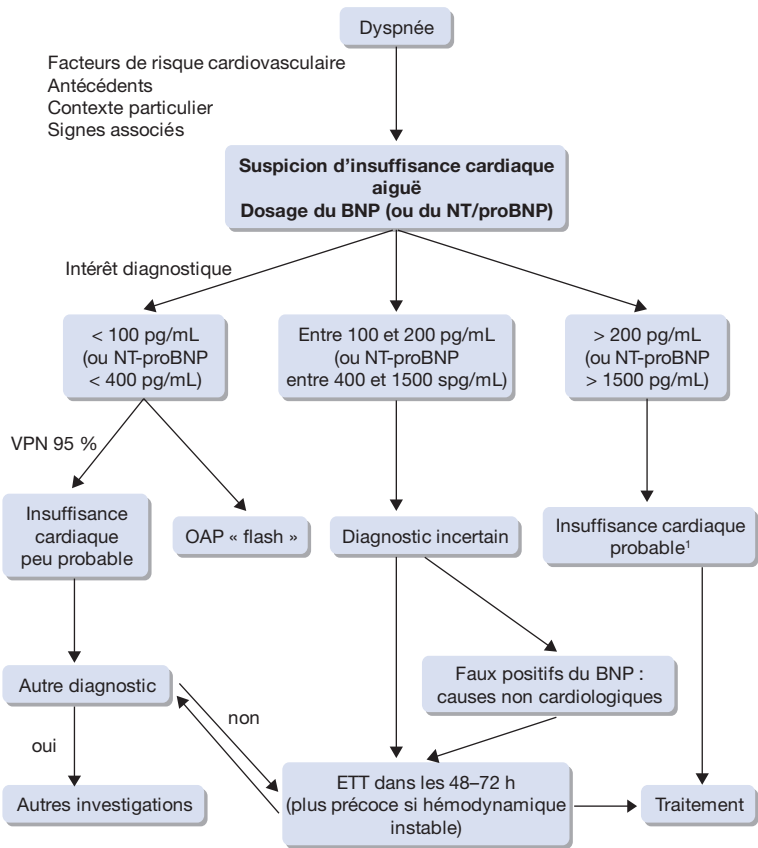 Dyspnée
Facteurs de risque cardiovasculaire
Antécédents
Contexte particulier
Signes associés
Suspicion d'insuffisance cardiaque
aiguë
Dosage du BNP (ou du NT/proBNP)
Intérêt diagnostique
< 100 pg/mL
(ou NT-proBNP
< 400 pg/mL)
Entre 100 et 200 pg/mL
(ou NT-proBNP
entre 400 et 1500 spg/mL)
> 200 pg/mL
(ou NT-proBNP
> 1500 pg/mL)
VPN 95 %
Insuffisance
cardiaque
peu probable
OAP « flash »
Diagnostic incertain
Insuffisance cardiaque
probable¹
Autre diagnostic
Faux positifs du BNP :
causes non cardiologiques
non
oui
Autres investigations
ETT dans les 48–72 h
(plus précoce si hémodynamique
instable)
Traitement